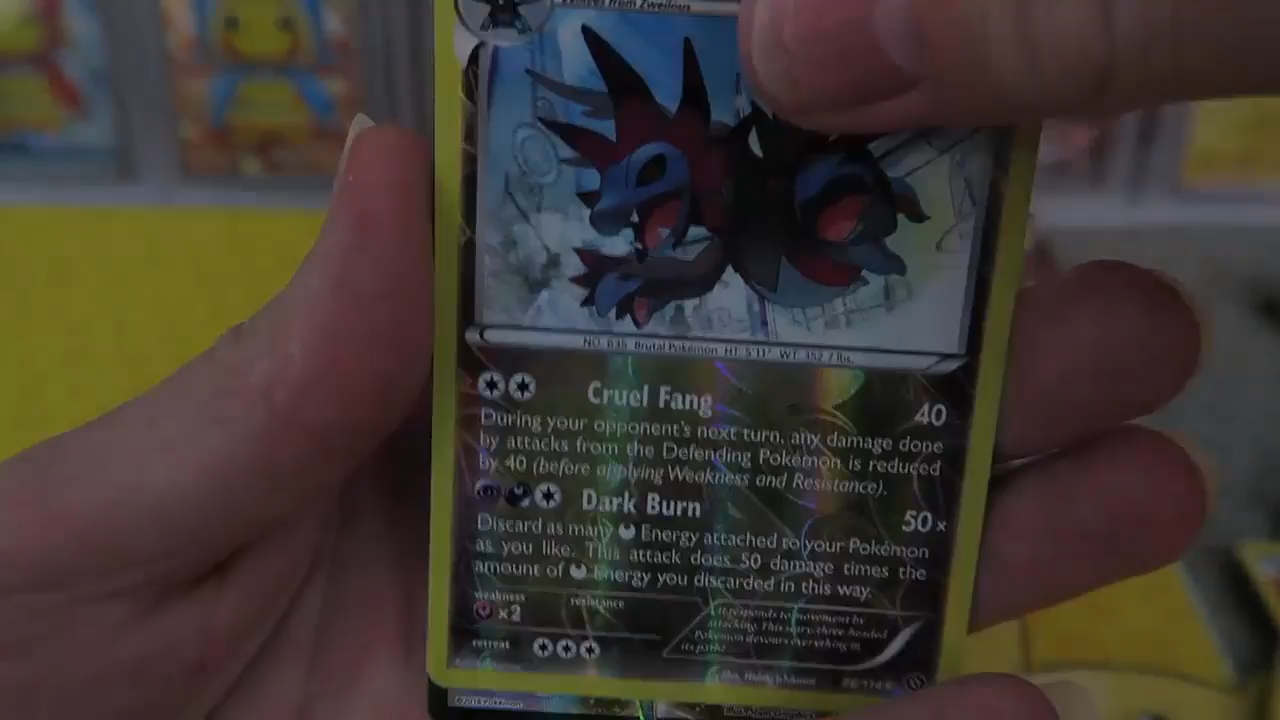 Evolves from Zweilous
NO. 635 Brutal Pokémon HT: 5'11" WT: 352.7 lbs.
Cruel Fang 40
During your opponent's next turn, any damage done
by attacks from the Defending Pokémon is reduced
by 40 (before applying Weakness and Resistance).
Dark Burn 50×
Discard as many Energy attached to your Pokémon
as you like. This attack does 50 damage times the
amount of Energy you discarded in this way.
weakness resistance
×2
It responds to movement by
attacking. This scary, three-headed
Pokémon devours everything in
its path!
retreat
Illus.
©2016 Pokémon